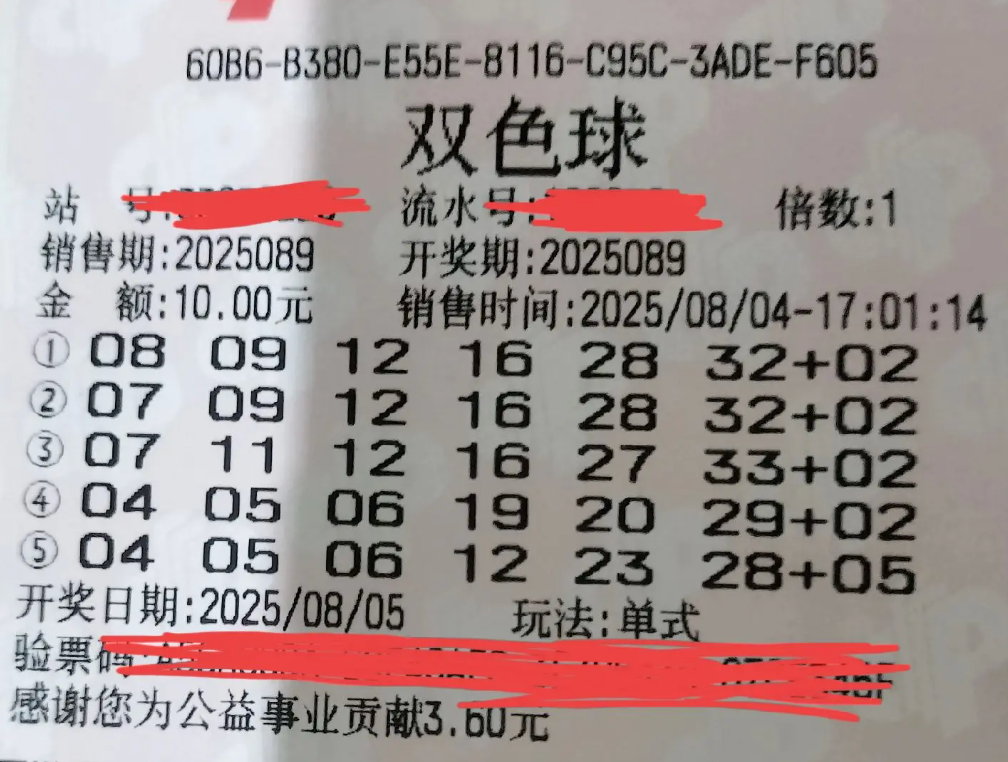 60B6-B380-E55E-8116-C95C-3ADE-F605
双色球
站 号: 流水号: 倍数:1
销售期:2025089 开奖期:2025089
金 额:10.00元 销售时间:2025/08/04-17:01:14
① 08 09 12 16 28 32+02
② 07 09 12 16 28 32+02
③ 07 11 12 16 27 33+02
④ 04 05 06 19 20 29+02
⑤ 04 05 06 12 23 28+05
开奖日期:2025/08/05 玩法:单式
验票码
感谢您为公益事业贡献3.60元